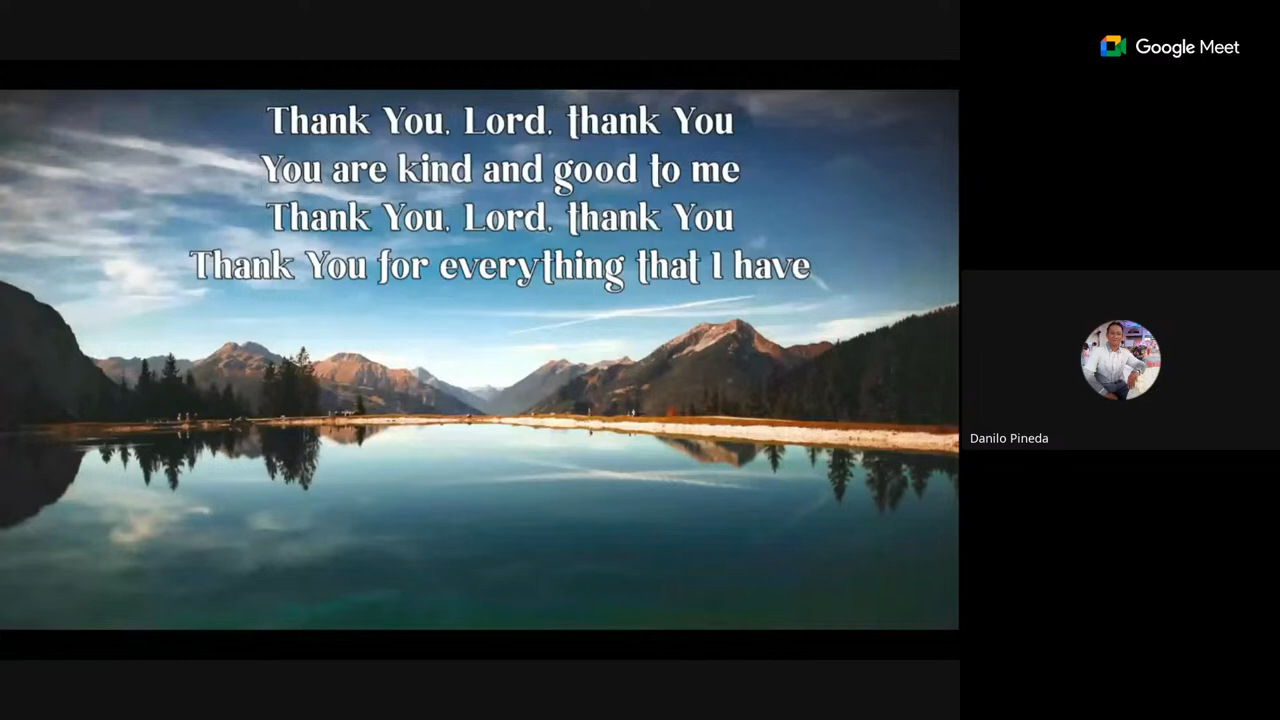 Thank You, Lord, thank You
You are kind and good to me
Thank You, Lord, thank You
Thank You for everything that I have
Google Meet
Danilo Pineda